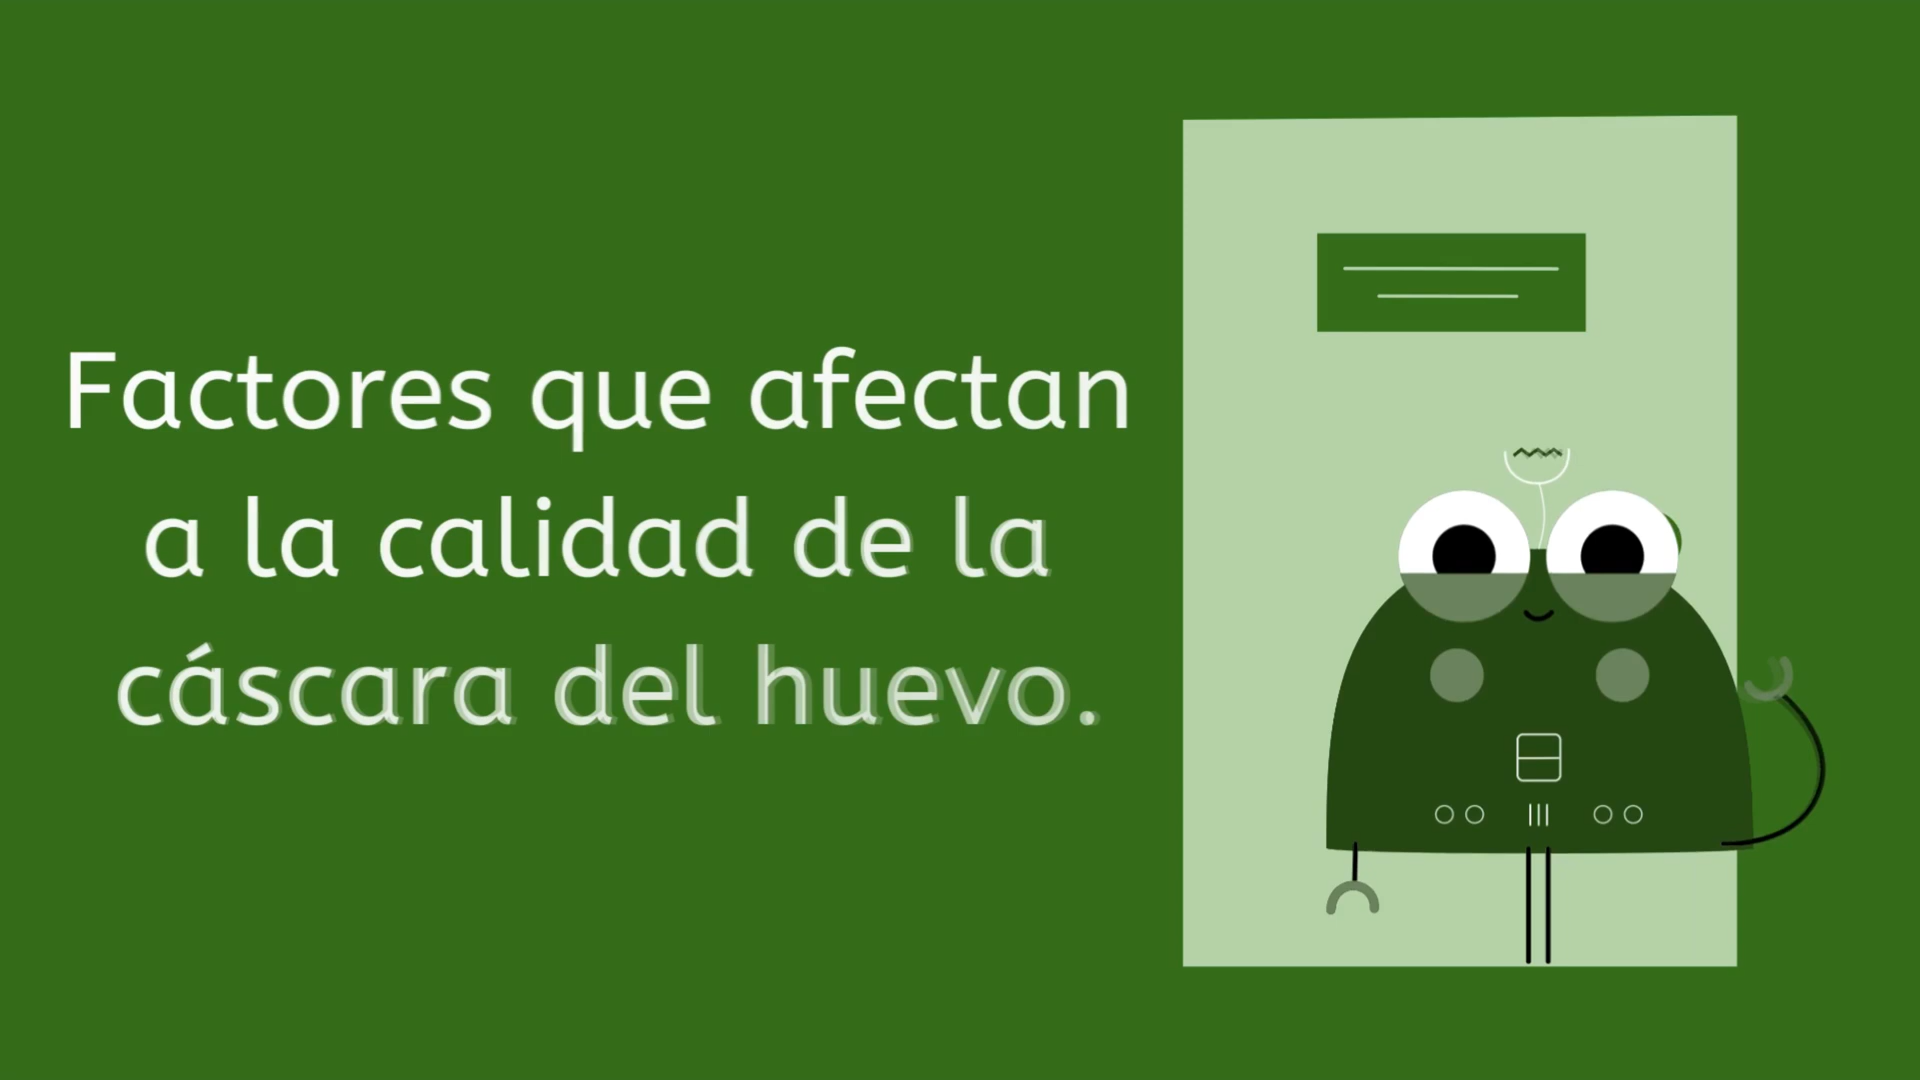 Factores que afectan
a la calidad de la
cáscara del huevo.